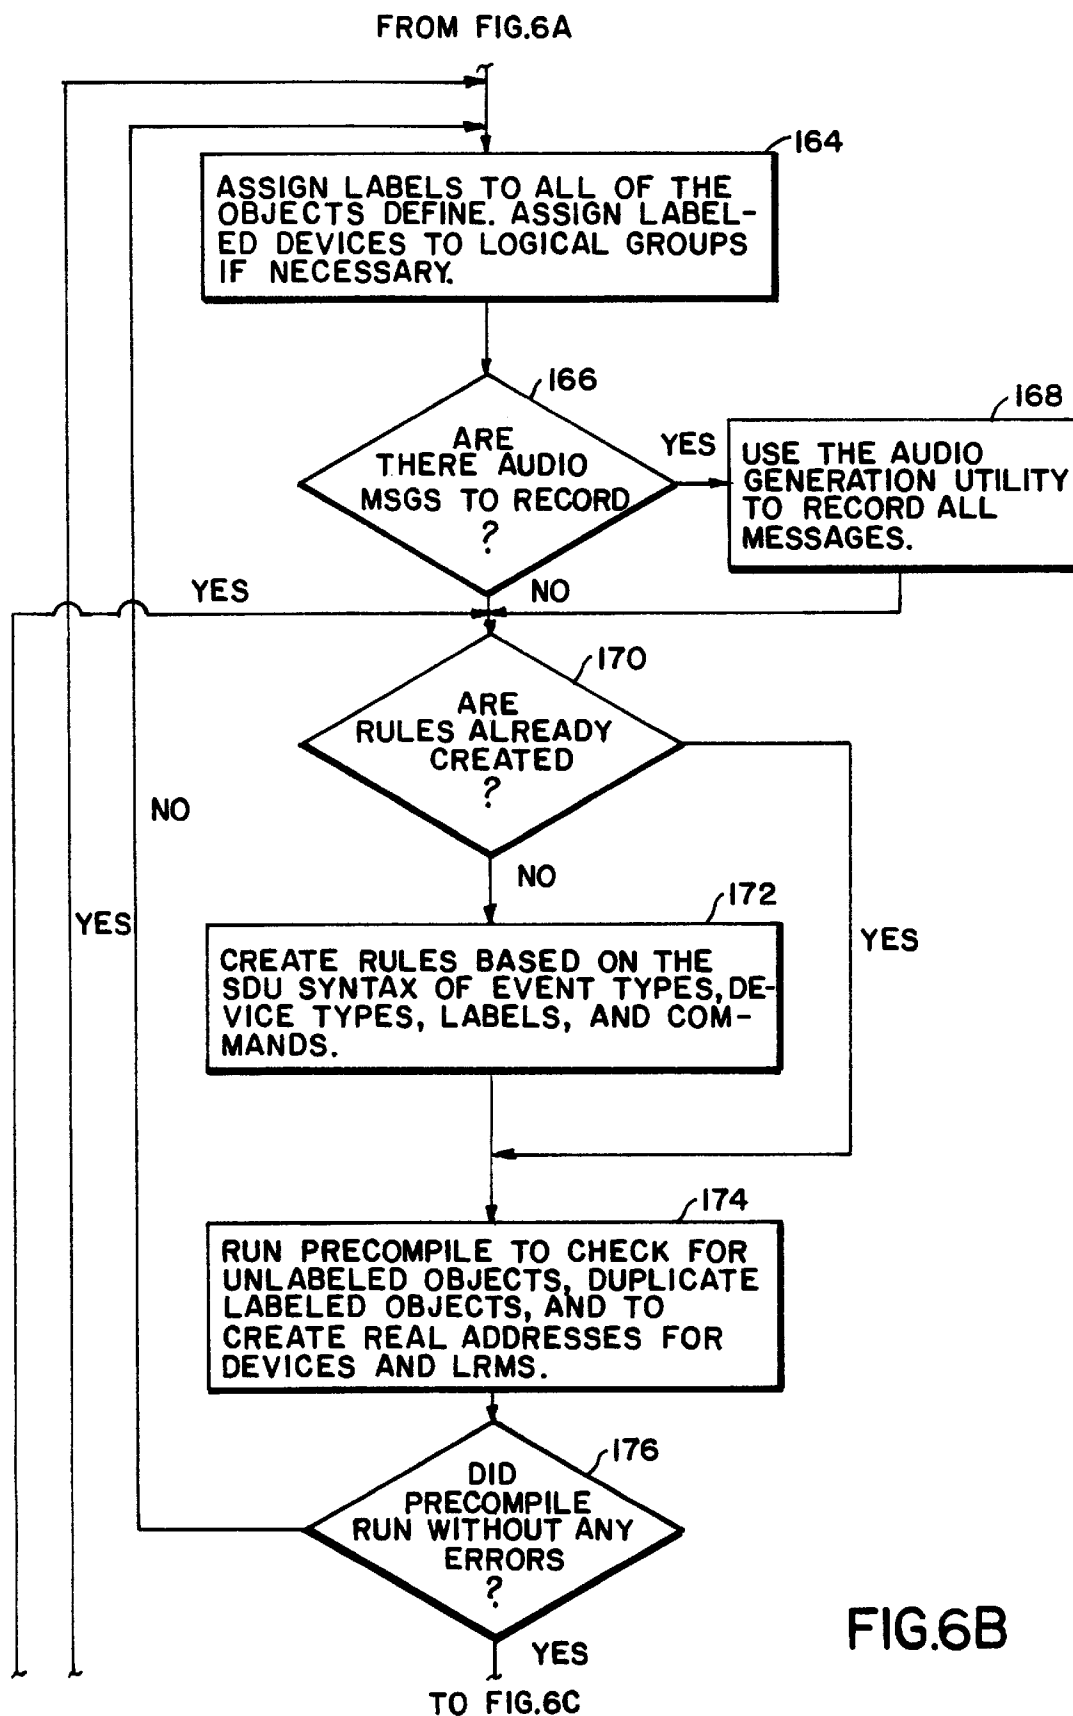 FROM FIG.6A
164
ASSIGN LABELS TO ALL OF THE
OBJECTS DEFINE. ASSIGN LABEL-
ED DEVICES TO LOGICAL GROUPS
IF NECESSARY.
166
ARE
THERE AUDIO
MSGS TO RECORD
?
YES
168
USE THE AUDIO
GENERATION UTILITY
TO RECORD ALL
MESSAGES.
YES
NO
170
ARE
RULES ALREADY
CREATED
?
NO
NO
YES
YES
172
CREATE RULES BASED ON THE
SDU SYNTAX OF EVENT TYPES, DE-
VICE TYPES, LABELS, AND COM-
MANDS.
174
RUN PRECOMPILE TO CHECK FOR
UNLABELED OBJECTS, DUPLICATE
LABELED OBJECTS, AND TO
CREATE REAL ADDRESSES FOR
DEVICES AND LRMS.
176
DID
PRECOMPILE
RUN WITHOUT ANY
ERRORS
?
YES
TO FIG.6C
FIG.6B